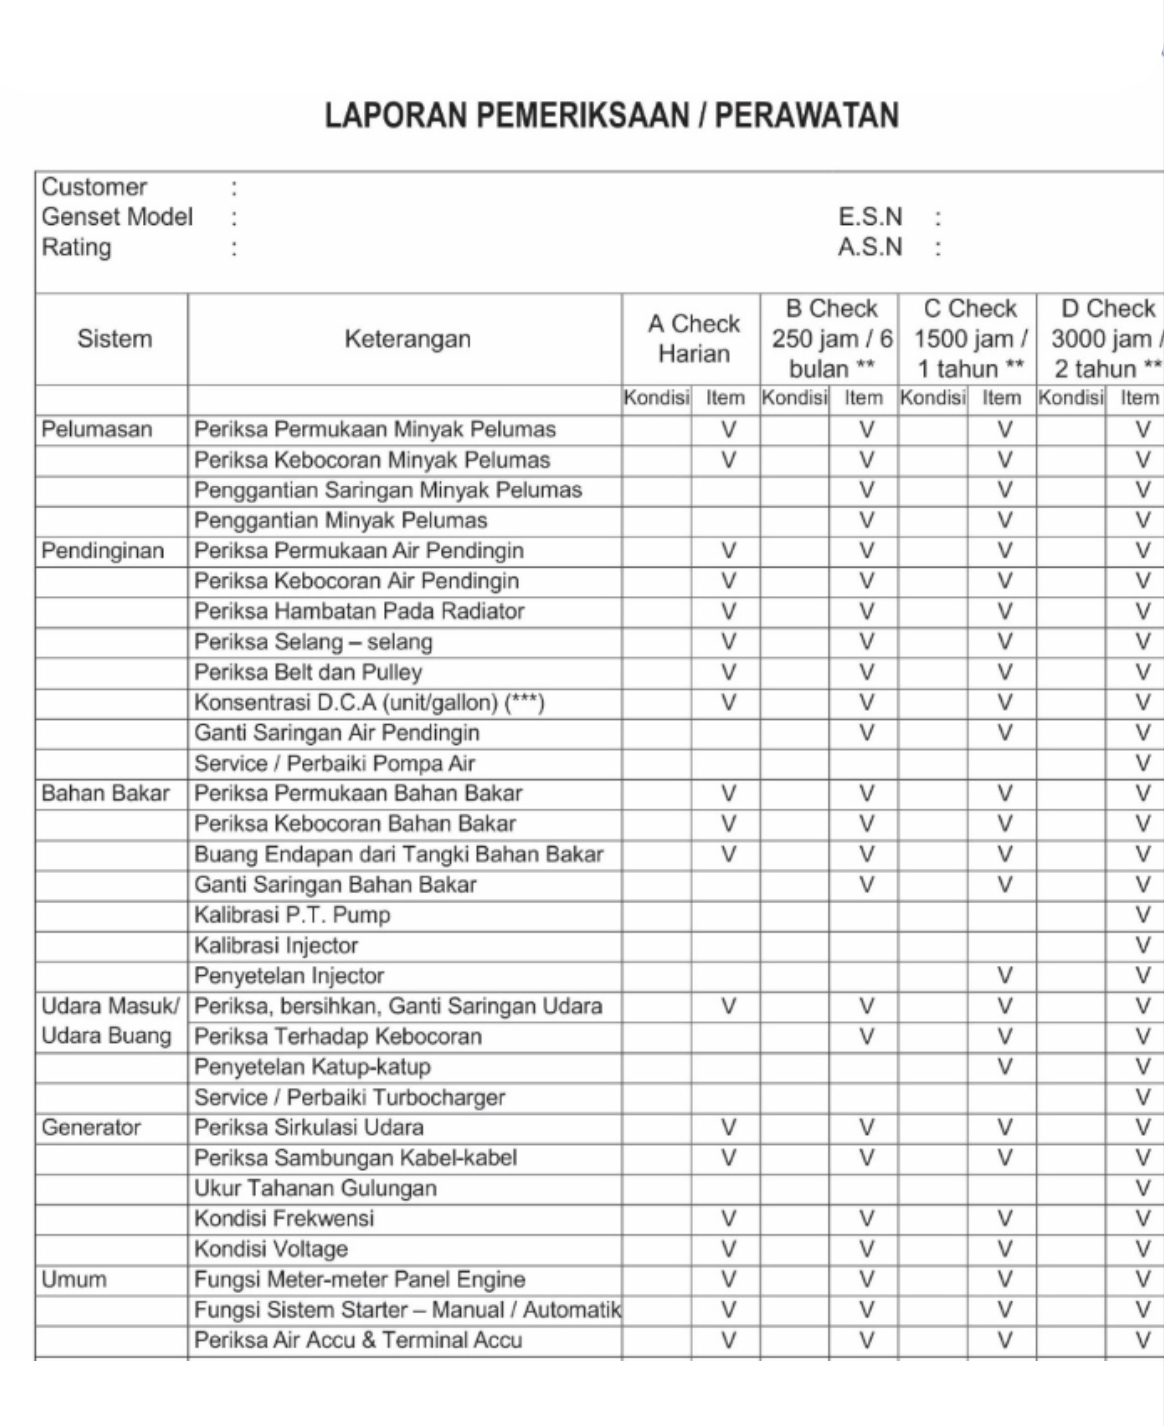 LAPORAN PEMERIKSAAN / PERAWATAN
Customer :
Genset Model : E.S.N :
Rating : A.S.N :
Sistem Keterangan A Check Harian B Check 250 jam / 6 bulan ** C Check 1500 jam / 1 tahun ** D Check 3000 jam / 2 tahun **
Kondisi Item Kondisi Item Kondisi Item Kondisi Item
Pelumasan Periksa Permukaan Minyak Pelumas V V V V
Periksa Kebocoran Minyak Pelumas V V V V
Penggantian Saringan Minyak Pelumas V V V
Penggantian Minyak Pelumas V V V
Pendinginan Periksa Permukaan Air Pendingin V V V V
Periksa Kebocoran Air Pendingin V V V V
Periksa Hambatan Pada Radiator V V V V
Periksa Selang – selang V V V V
Periksa Belt dan Pulley V V V V
Konsentrasi D.C.A (unit/gallon) (***) V V V V
Ganti Saringan Air Pendingin V V V
Service / Perbaiki Pompa Air V
Bahan Bakar Periksa Permukaan Bahan Bakar V V V V
Periksa Kebocoran Bahan Bakar V V V V
Buang Endapan dari Tangki Bahan Bakar V V V V
Ganti Saringan Bahan Bakar V V V
Kalibrasi P.T. Pump V
Kalibrasi Injector V
Penyetelan Injector V V
Udara Masuk/ Periksa, bersihkan, Ganti Saringan Udara V V V V
Udara Buang Periksa Terhadap Kebocoran V V V
Penyetelan Katup-katup V V
Service / Perbaiki Turbocharger V
Generator Periksa Sirkulasi Udara V V V V
Periksa Sambungan Kabel-kabel V V V V
Ukur Tahanan Gulungan V
Kondisi Frekwensi V V V V
Kondisi Voltage V V V V
Umum Fungsi Meter-meter Panel Engine V V V V
Fungsi Sistem Starter – Manual / Automatik V V V V
Periksa Air Accu & Terminal Accu V V V V